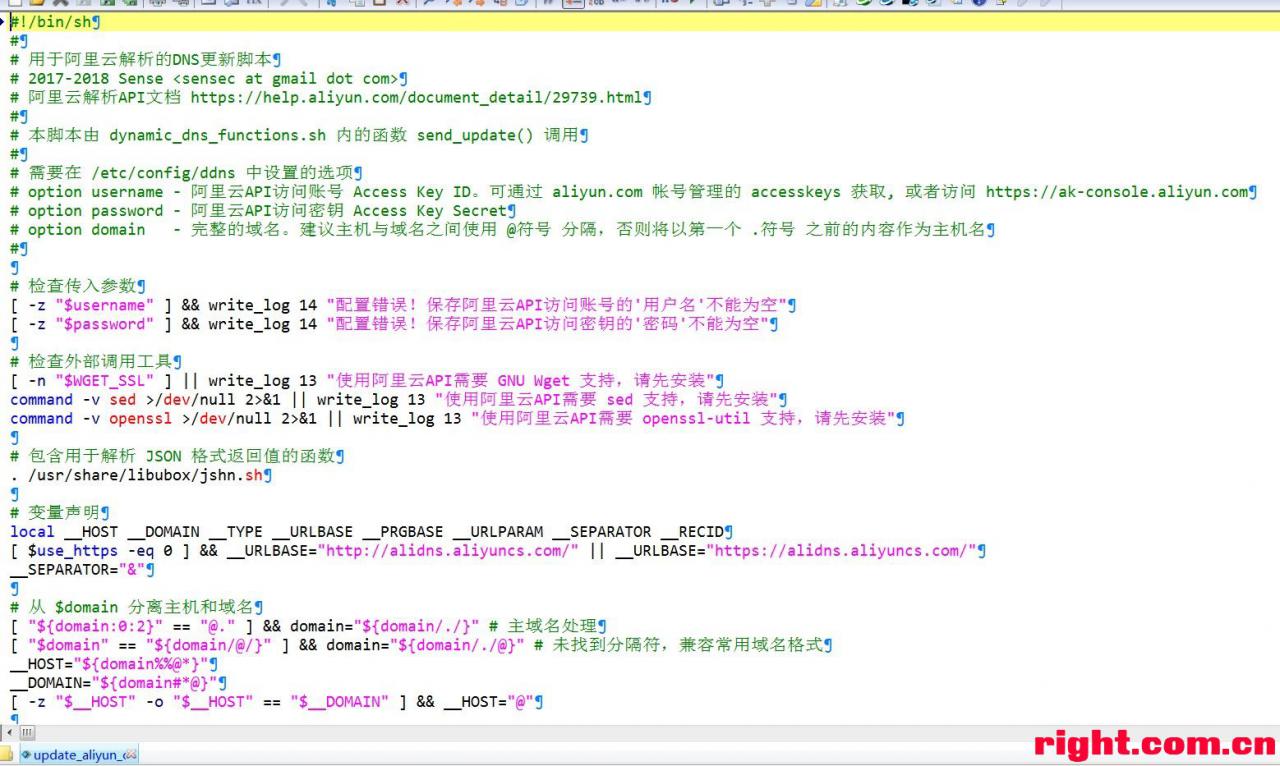 #!/bin/sh¶
#¶
# 用于阿里云解析的DNS更新脚本¶
# 2017-2018 Sense <sensec at gmail dot com>¶
# 阿里云解析API文档 https://help.aliyun.com/document_detail/29739.html¶
#¶
# 本脚本由 dynamic_dns_functions.sh 内的函数 send_update() 调用¶
#¶
# 需要在 /etc/config/ddns 中设置的选项¶
# option username - 阿里云API访问账号 Access Key ID。可通过 aliyun.com 帐号管理的 accesskeys 获取, 或者访问 https://ak-console.aliyun.com¶
# option password - 阿里云API访问密钥 Access Key Secret¶
# option domain   - 完整的域名。建议主机与域名之间使用 @符号 分隔，否则将以第一个 .符号 之前的内容作为主机名¶
#¶
¶
# 检查传入参数¶
[ -z "$username" ] && write_log 14 "配置错误！保存阿里云API访问账号的'用户名'不能为空"¶
[ -z "$password" ] && write_log 14 "配置错误！保存阿里云API访问密钥的'密码'不能为空"¶
¶
# 检查外部调用工具¶
[ -n "$WGET_SSL" ] || write_log 13 "使用阿里云API需要 GNU Wget 支持，请先安装"¶
command -v sed >/dev/null 2>&1 || write_log 13 "使用阿里云API需要 sed 支持，请先安装"¶
command -v openssl >/dev/null 2>&1 || write_log 13 "使用阿里云API需要 openssl-util 支持，请先安装"¶
¶
# 包含用于解析 JSON 格式返回值的函数¶
. /usr/share/libubox/jshn.sh¶
¶
# 变量声明¶
local __HOST __DOMAIN __TYPE __URLBASE __PRGBASE __URLPARAM __SEPARATOR __RECID¶
[ $use_https -eq 0 ] && __URLBASE="http://alidns.aliyuncs.com/" || __URLBASE="https://alidns.aliyuncs.com/"¶
__SEPARATOR="&"¶
¶
# 从 $domain 分离主机和域名¶
[ "${domain:0:2}" == "@." ] && domain="${domain/./}" # 主域名处理¶
[ "$domain" == "${domain/@/}" ] && domain="${domain/./@}" # 未找到分隔符，兼容常用域名格式¶
__HOST="${domain%%@*}"¶
__DOMAIN="${domain#*@}"¶
[ -z "$__HOST" -o "$__HOST" == "$__DOMAIN" ] && __HOST="@"¶
¶
right.com.cn
update_aliyun_